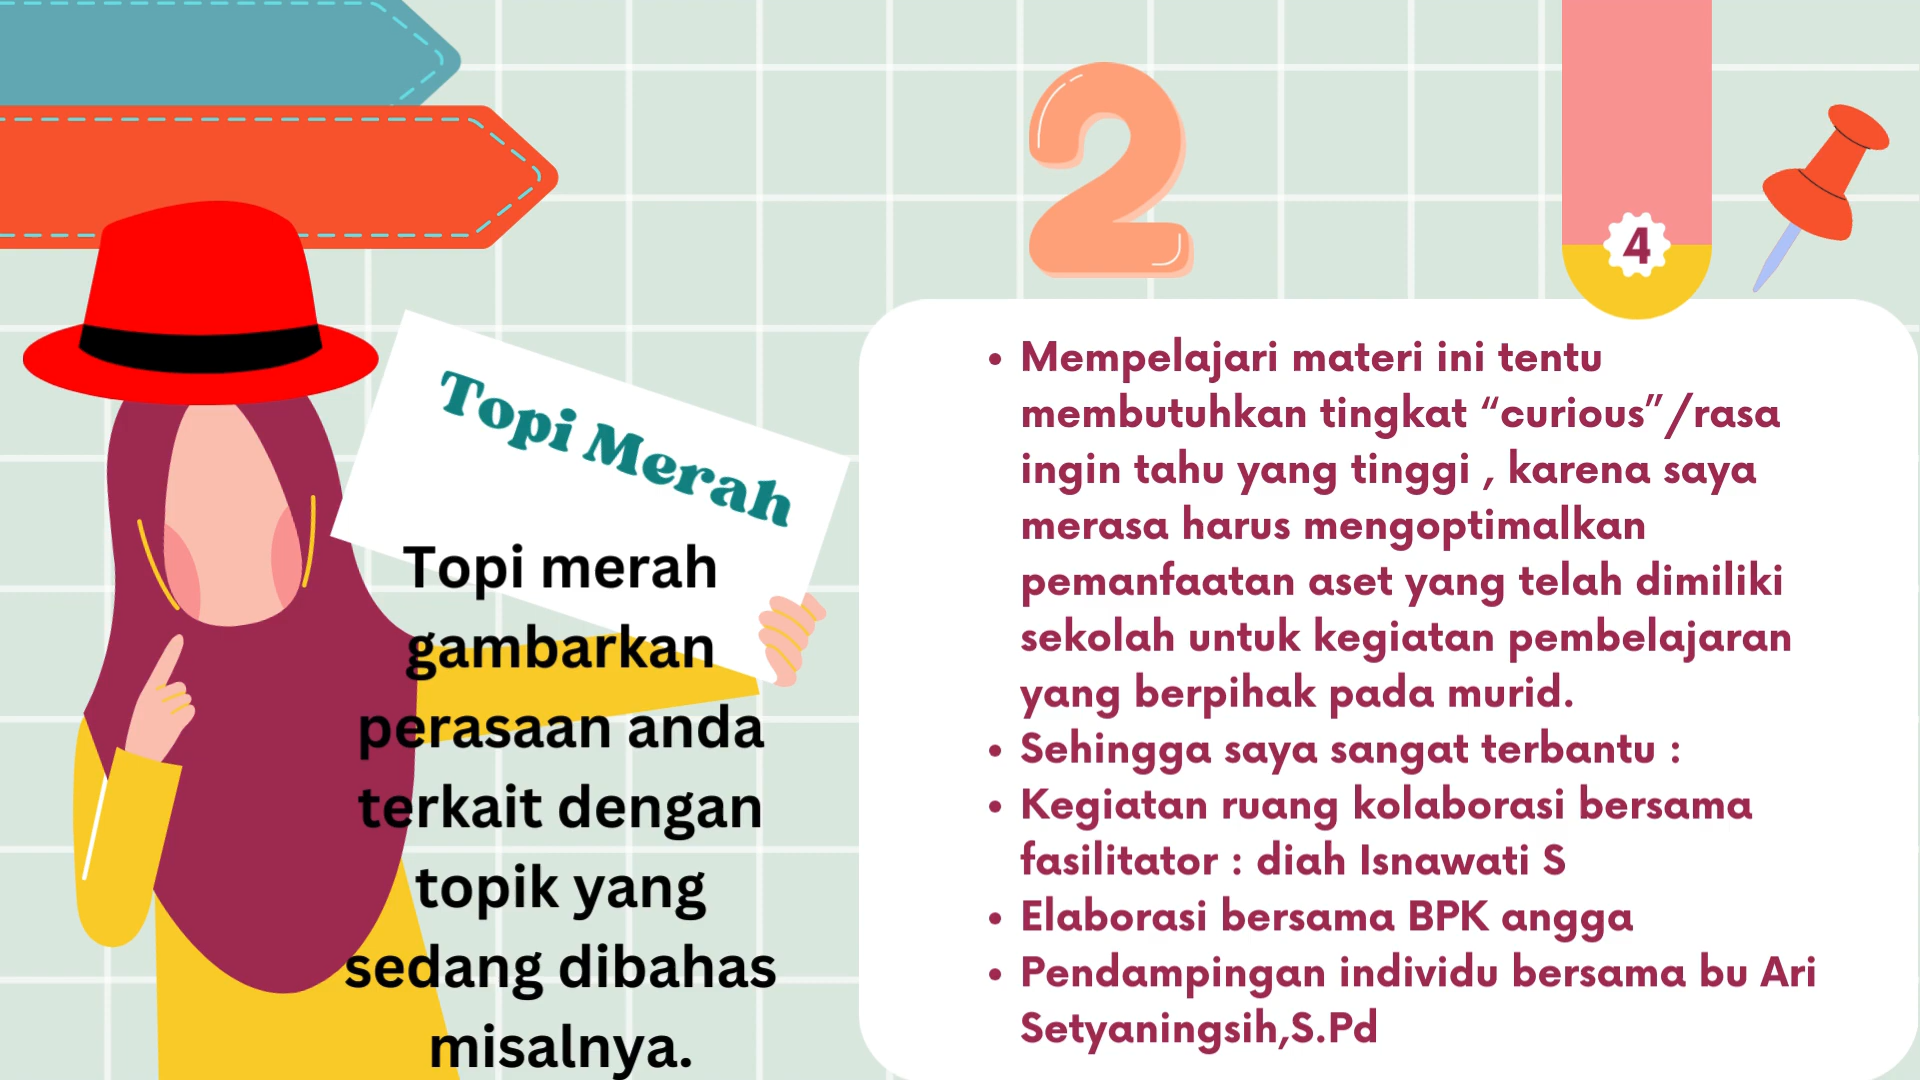 2
4
Topi Merah
Topi merah
gambarkan
perasaan anda
terkait dengan
topik yang
sedang dibahas
misalnya.
• Mempelajari materi ini tentu
membutuhkan tingkat “curious”/rasa
ingin tahu yang tinggi , karena saya
merasa harus mengoptimalkan
pemanfaatan aset yang telah dimiliki
sekolah untuk kegiatan pembelajaran
yang berpihak pada murid.
• Sehingga saya sangat terbantu :
• Kegiatan ruang kolaborasi bersama
fasilitator : diah Isnawati S
• Elaborasi bersama BPK angga
• Pendampingan individu bersama bu Ari
Setyaningsih,S.Pd